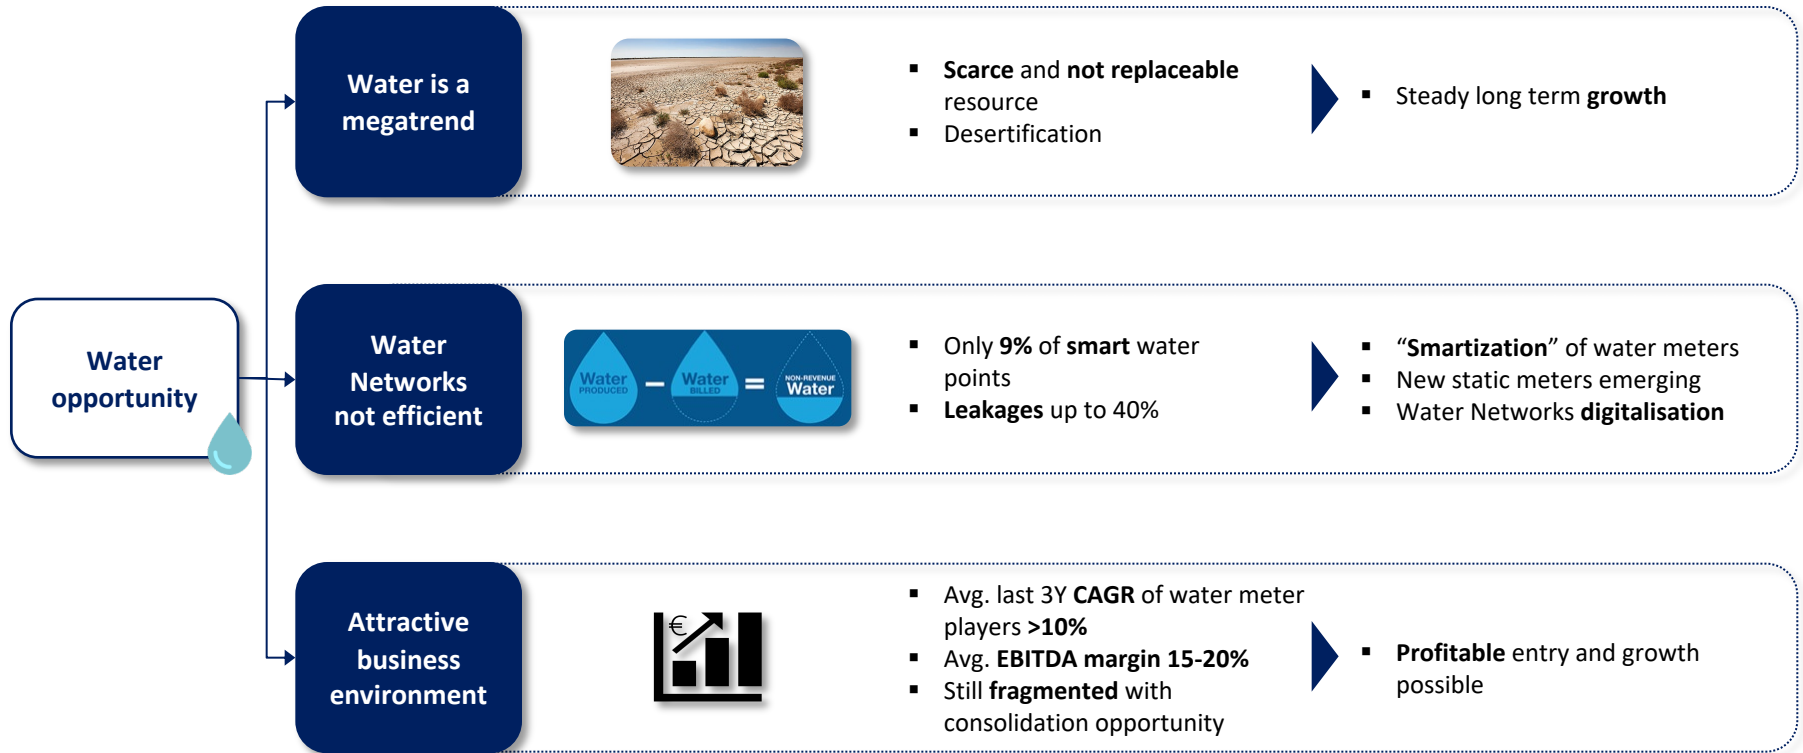 Water
opportunity
Water is a
megatrend
▪ Scarce and not replaceable
resource
▪ Desertification
▪ Steady long term growth
Water
Networks
not efficient
Water
PRODUCED
–
Water
BILLED
=
NON-REVENUE
Water
▪ Only 9% of smart water
points
▪ Leakages up to 40%
▪ “Smartization” of water meters
▪ New static meters emerging
▪ Water Networks digitalisation
Attractive
business
environment
€
▪ Avg. last 3Y CAGR of water meter
players >10%
▪ Avg. EBITDA margin 15-20%
▪ Still fragmented with
consolidation opportunity
▪ Profitable entry and growth
possible